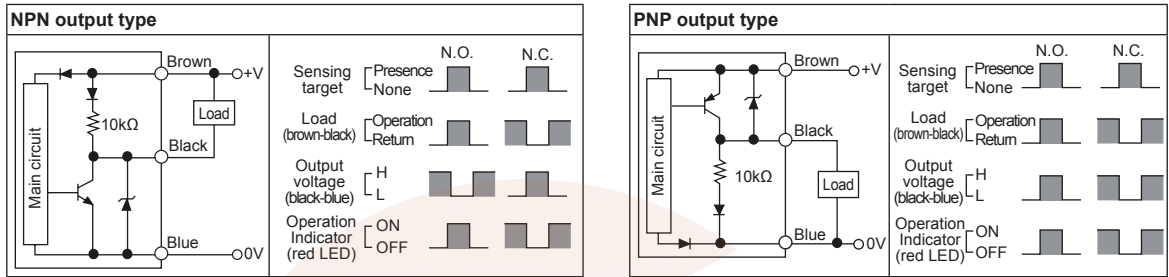 NPN output type
Brown
+V
Load
10kΩ
Black
Main circuit
Blue
0V
N.O. N.C.
Sensing target Presence None
Load (brown-black) Operation Return
Output voltage (black-blue) H L
Operation Indicator (red LED) ON OFF
PNP output type
Brown
+V
Black
Main circuit
10kΩ
Load
Blue
0V
N.O. N.C.
Sensing target Presence None
Load (brown-black) Operation Return
Output voltage (black-blue) H L
Operation Indicator (red LED) ON OFF